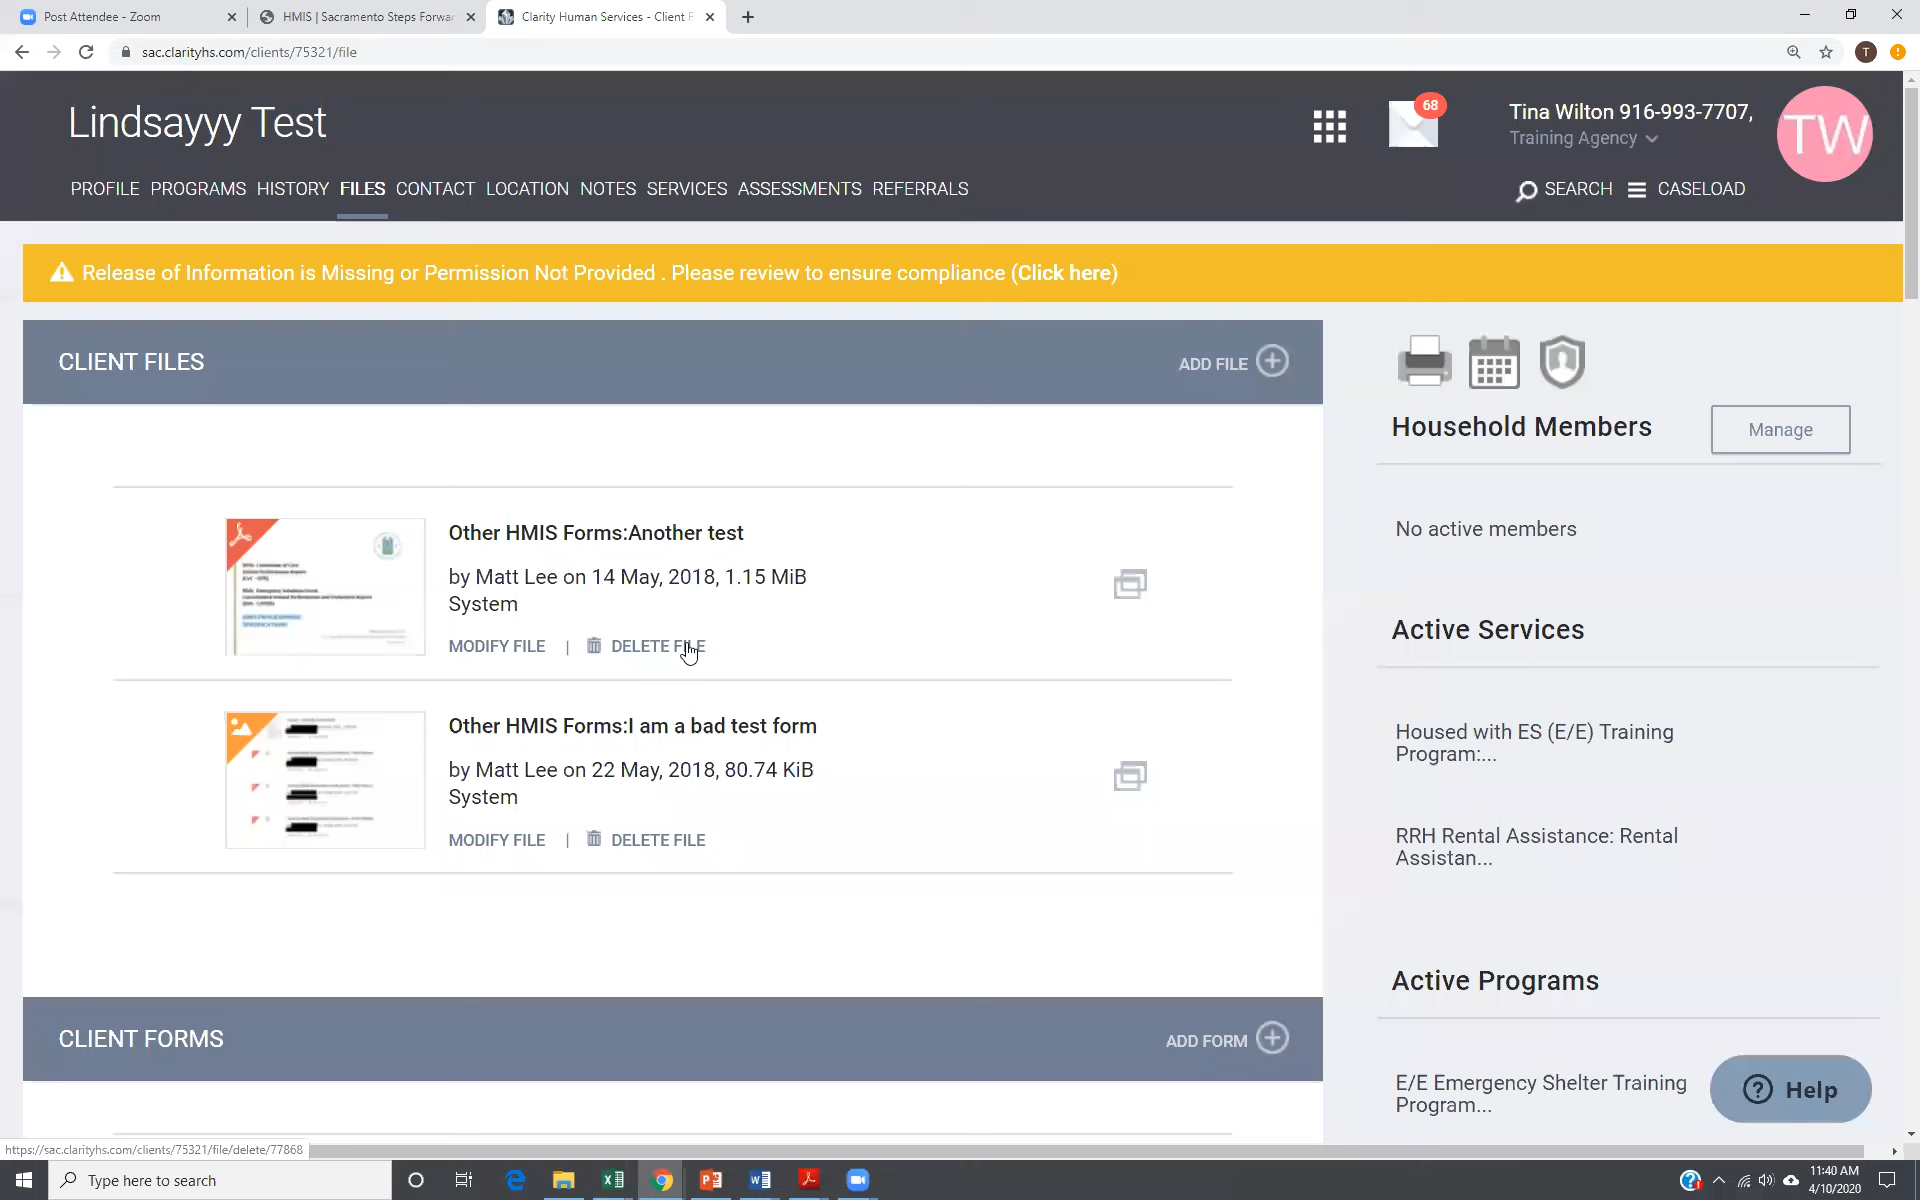 Post Attendee - Zoom
HMIS | Sacramento Steps Forwa
Clarity Human Services - Client F
sac.clarityhs.com/clients/75321/file
T
Lindsayyy Test
68
Tina Wilton 916-993-7707,
Training Agency
TW
PROFILE PROGRAMS HISTORY FILES CONTACT LOCATION NOTES SERVICES ASSESSMENTS REFERRALS
SEARCH CASELOAD
Release of Information is Missing or Permission Not Provided . Please review to ensure compliance (Click here)
CLIENT FILES
ADD FILE
Other HMIS Forms:Another test
by Matt Lee on 14 May, 2018, 1.15 MiB
System
MODIFY FILE | DELETE FILE
Other HMIS Forms:I am a bad test form
by Matt Lee on 22 May, 2018, 80.74 KiB
System
MODIFY FILE | DELETE FILE
CLIENT FORMS
ADD FORM
Household Members
Manage
No active members
Active Services
Housed with ES (E/E) Training
Program:...
RRH Rental Assistance: Rental
Assistan...
Active Programs
E/E Emergency Shelter Training
Program...
Help
https://sac.clarityhs.com/clients/75321/file/delete/77868
Type here to search
11:40 AM
4/10/2020